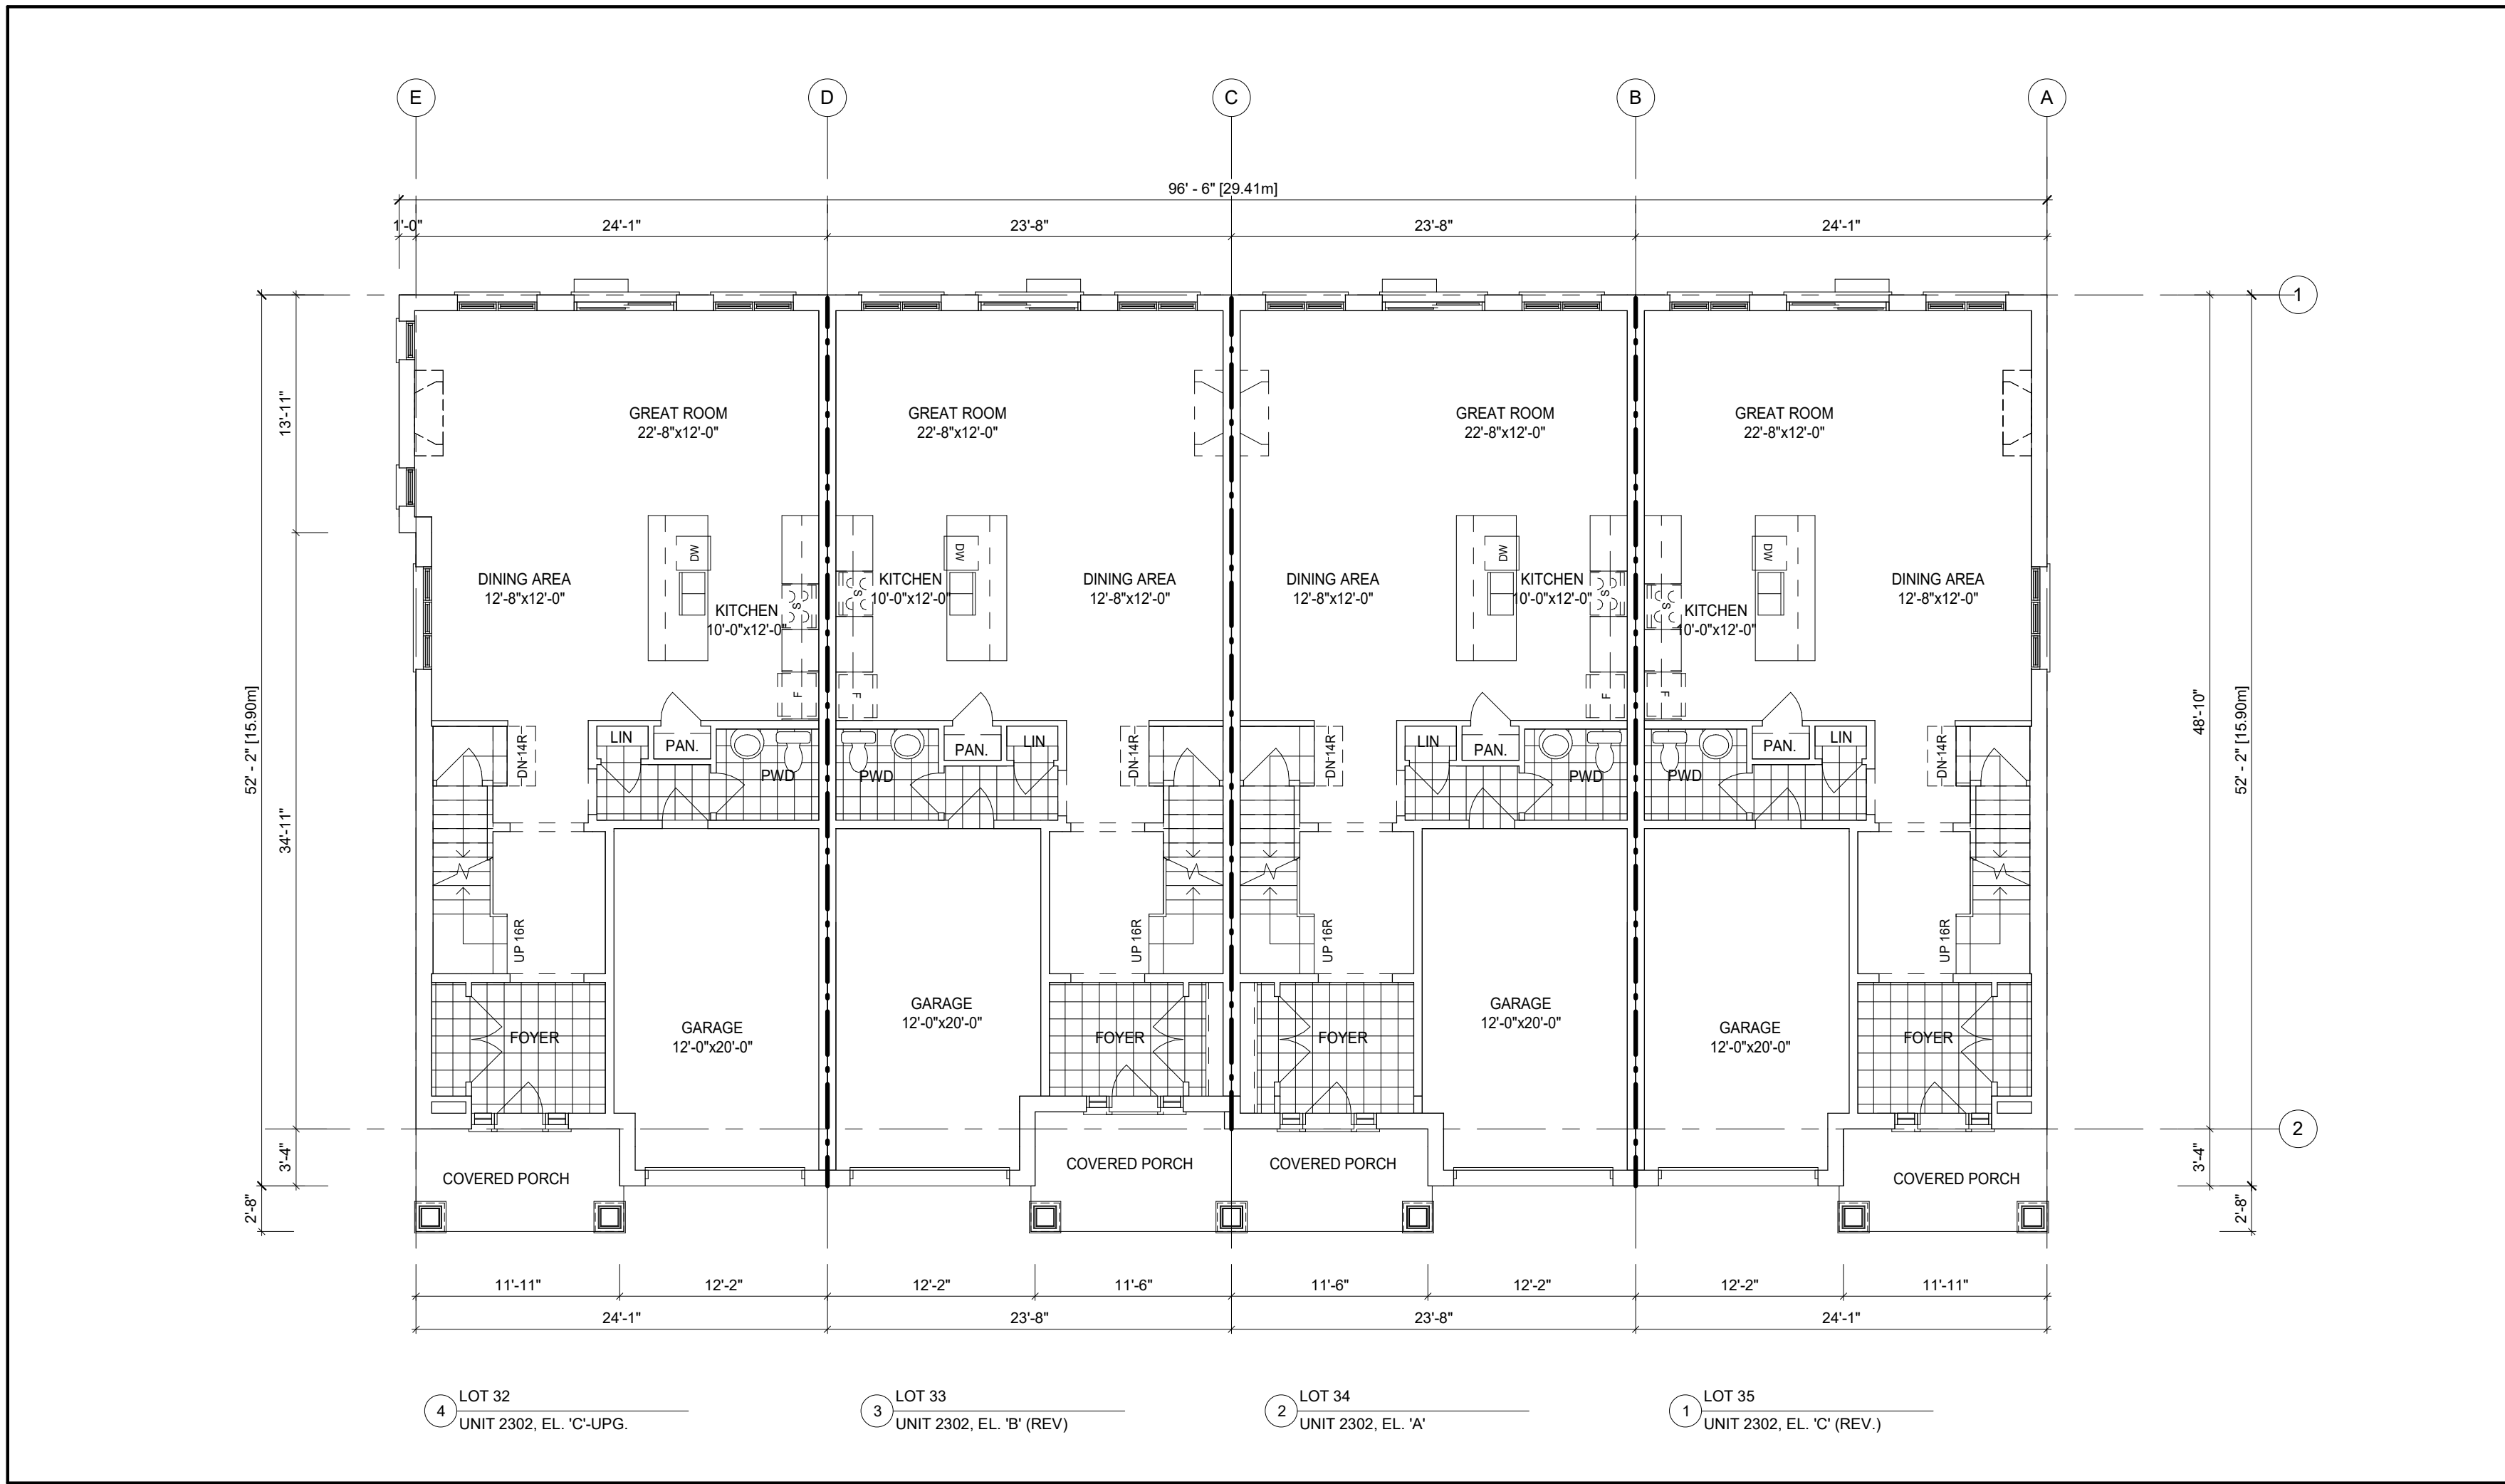 E D C B A
96' - 6" [29.41m]
1'-0" 24'-1" 23'-8" 23'-8" 24'-1"
1
13'-11"
34'-11"
3'-4"
52' - 2" [15.90m]
2'-8"
48'-10"
3'-4"
52' - 2" [15.90m]
2'-8"
2
GREAT ROOM
22'-8"x12'-0"
DINING AREA
12'-8"x12'-0"
DW
KITCHEN
10'-0"x12'-0"
S
F
LIN
PAN.
PWD
DN-14R
UP 16R
FOYER
GARAGE
12'-0"x20'-0"
COVERED PORCH
GREAT ROOM
22'-8"x12'-0"
S
KITCHEN
10'-0"x12'-0"
DW
DINING AREA
12'-8"x12'-0"
F
PWD
PAN.
LIN
DN-14R
UP 16R
GARAGE
12'-0"x20'-0"
FOYER
COVERED PORCH
GREAT ROOM
22'-8"x12'-0"
DINING AREA
12'-8"x12'-0"
DW
KITCHEN
10'-0"x12'-0"
S
F
LIN
PAN.
PWD
DN-14R
UP 16R
FOYER
GARAGE
12'-0"x20'-0"
COVERED PORCH
GREAT ROOM
22'-8"x12'-0"
S
KITCHEN
10'-0"x12'-0"
DW
DINING AREA
12'-8"x12'-0"
F
PWD
PAN.
LIN
DN-14R
UP 16R
GARAGE
12'-0"x20'-0"
FOYER
COVERED PORCH
11'-11" 12'-2" 12'-2" 11'-6" 11'-6" 12'-2" 12'-2" 11'-11"
24'-1" 23'-8" 23'-8" 24'-1"
4
LOT 32
UNIT 2302, EL. 'C'-UPG.
3
LOT 33
UNIT 2302, EL. 'B' (REV)
2
LOT 34
UNIT 2302, EL. 'A'
1
LOT 35
UNIT 2302, EL. 'C' (REV.)